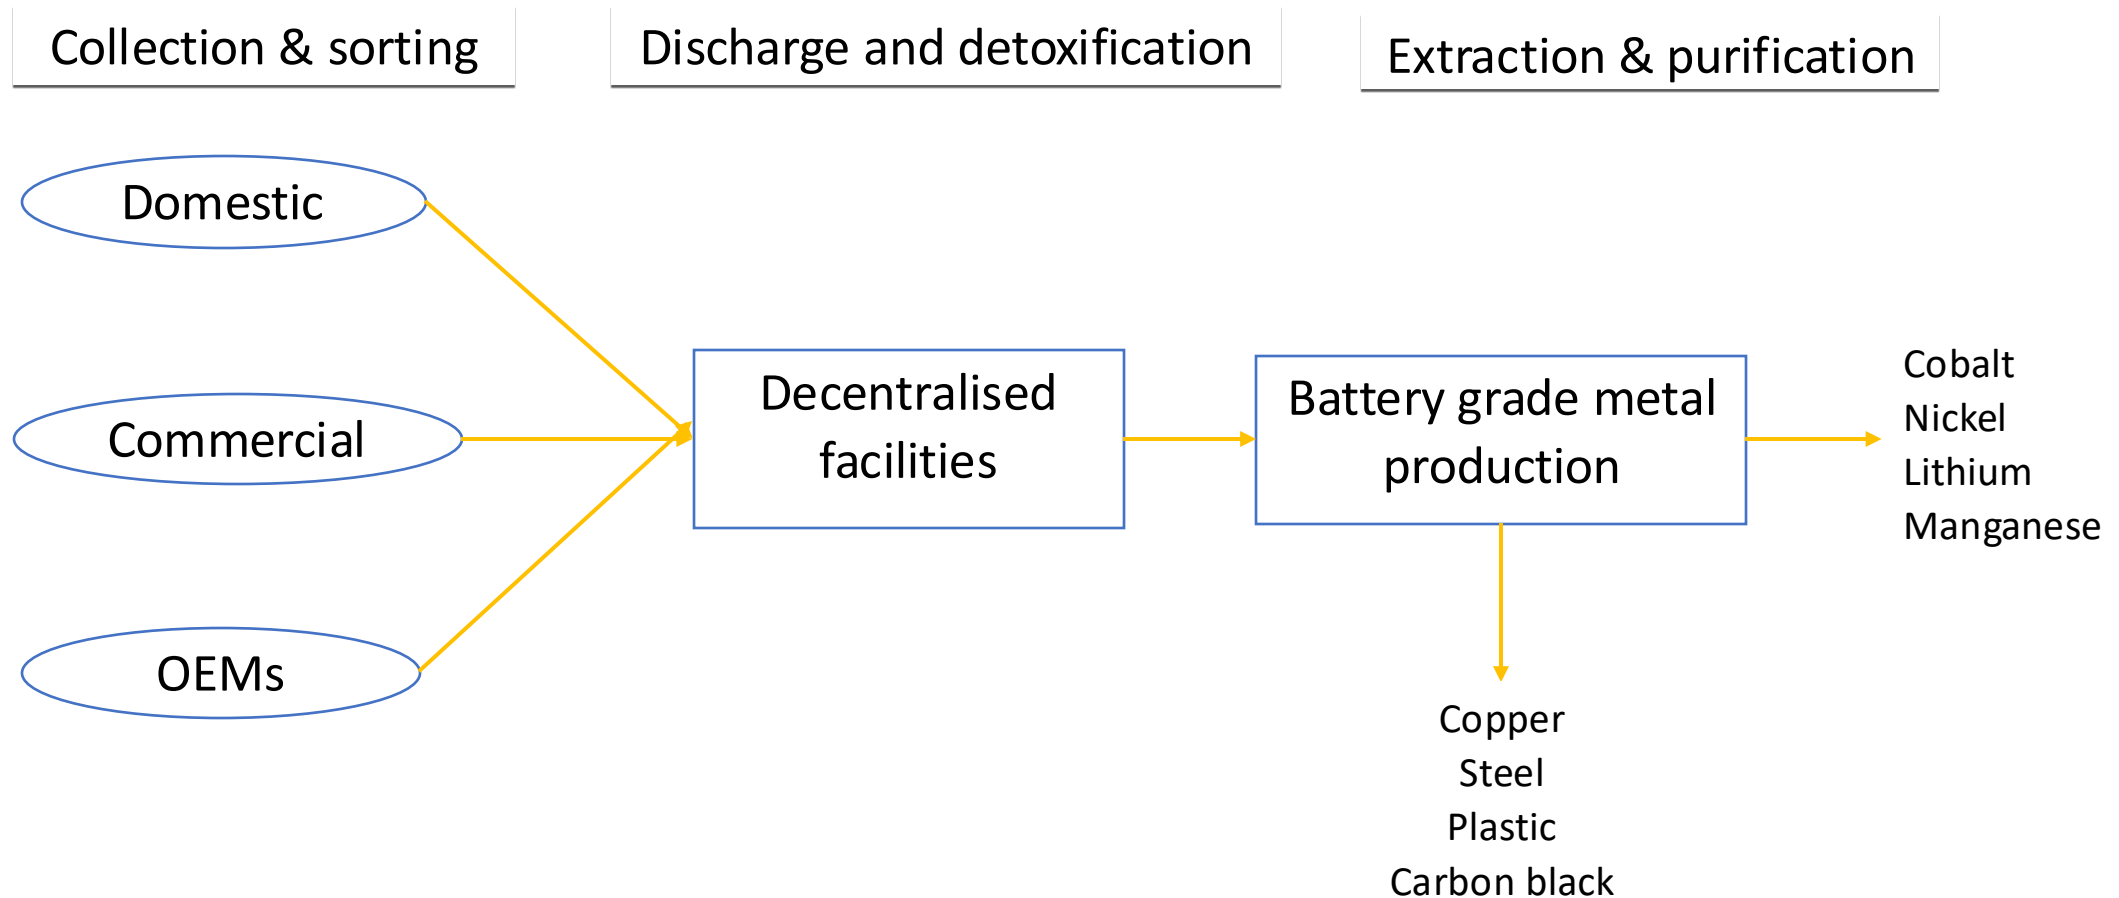 Collection & sorting
Discharge and detoxification
Extraction & purification
Domestic
Commercial
OEMs
Decentralised
facilities
Battery grade metal
production
Cobalt
Nickel
Lithium
Manganese
Copper
Steel
Plastic
Carbon black